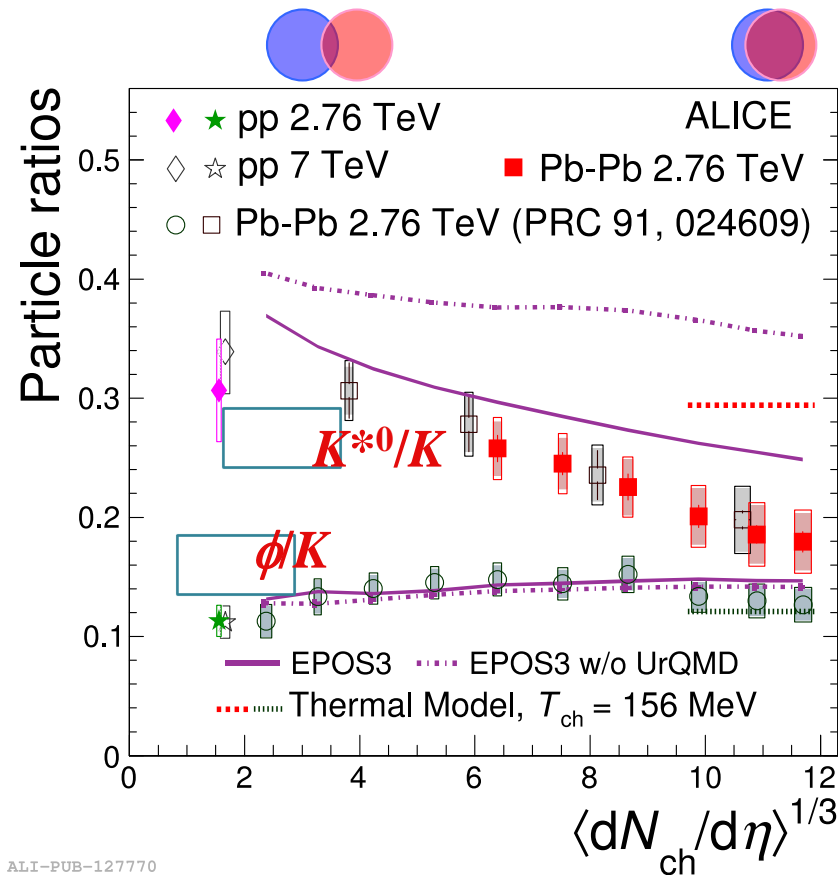 pp 2.76 TeV ALICE
pp 7 TeV Pb-Pb 2.76 TeV
Pb-Pb 2.76 TeV (PRC 91, 024609)
Particle ratios
0.5
0.4
0.3
0.2
0.1
0
K*0/K
ϕ/K
EPOS3 EPOS3 w/o UrQMD
Thermal Model, Tch = 156 MeV
0 2 4 6 8 10 12
⟨dNch/dη⟩1/3
ALI-PUB-127770